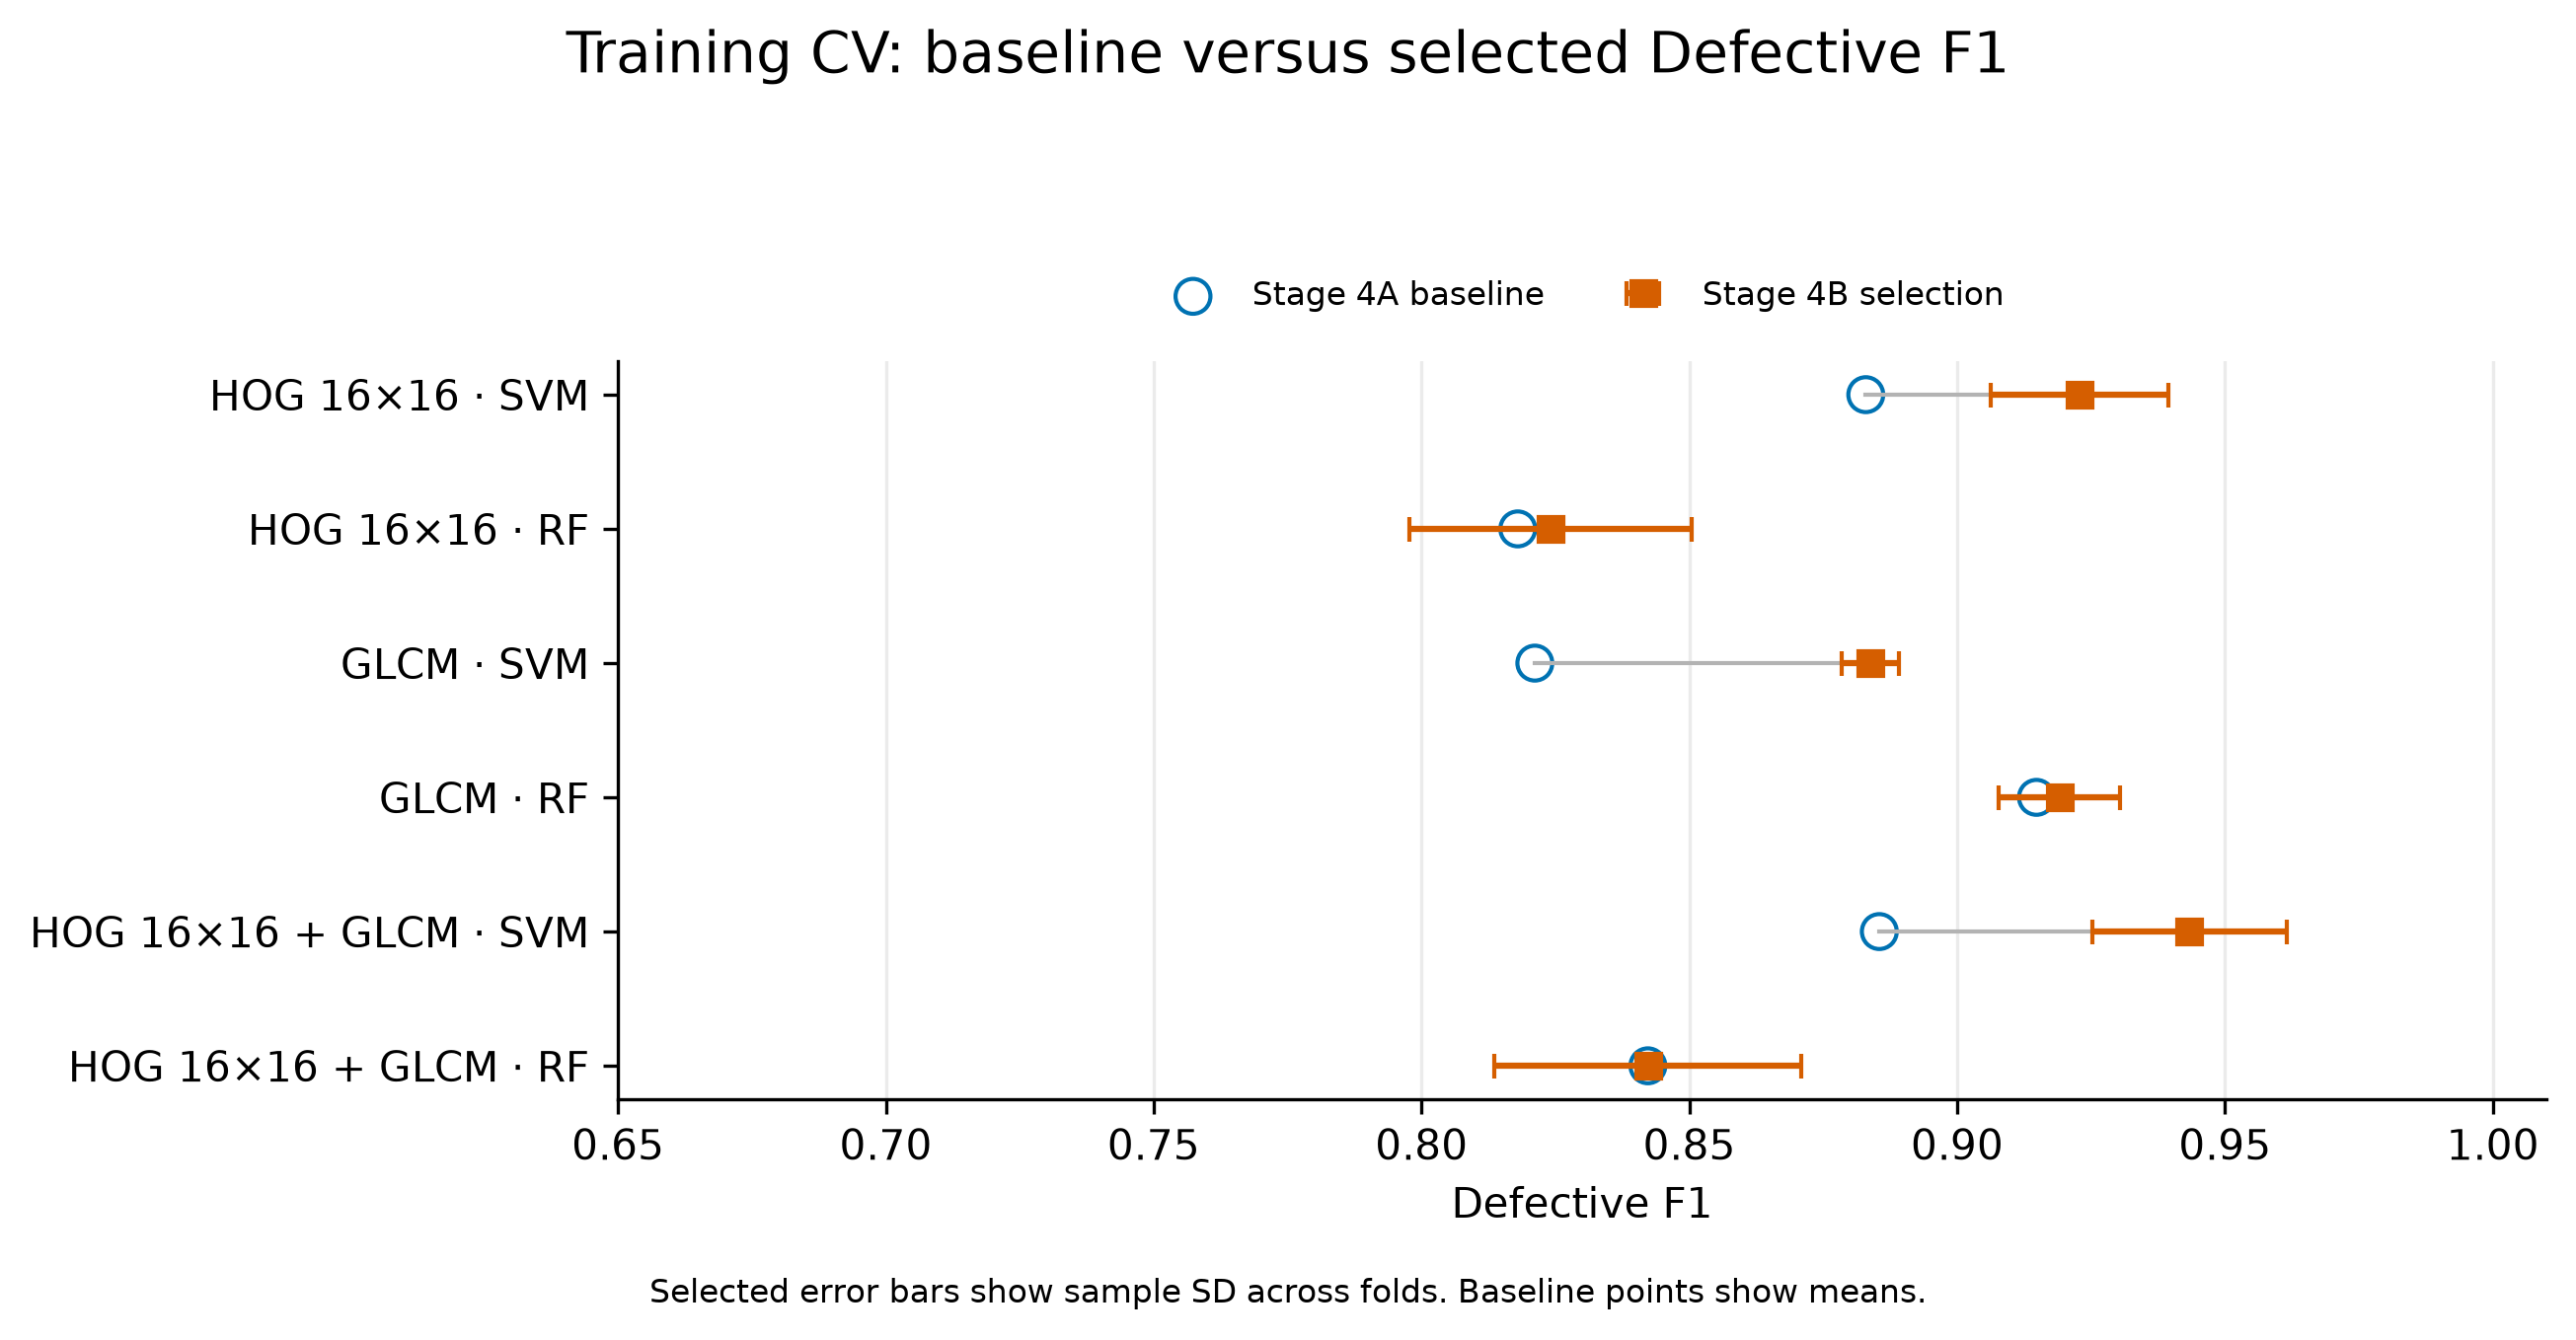 Training CV: baseline versus selected Defective F1
Stage 4A baseline
Stage 4B selection
HOG 16×16 · SVM
HOG 16×16 · RF
GLCM · SVM
GLCM · RF
HOG 16×16 + GLCM · SVM
HOG 16×16 + GLCM · RF
0.65 0.70 0.75 0.80 0.85 0.90 0.95 1.00
Defective F1
Selected error bars show sample SD across folds. Baseline points show means.